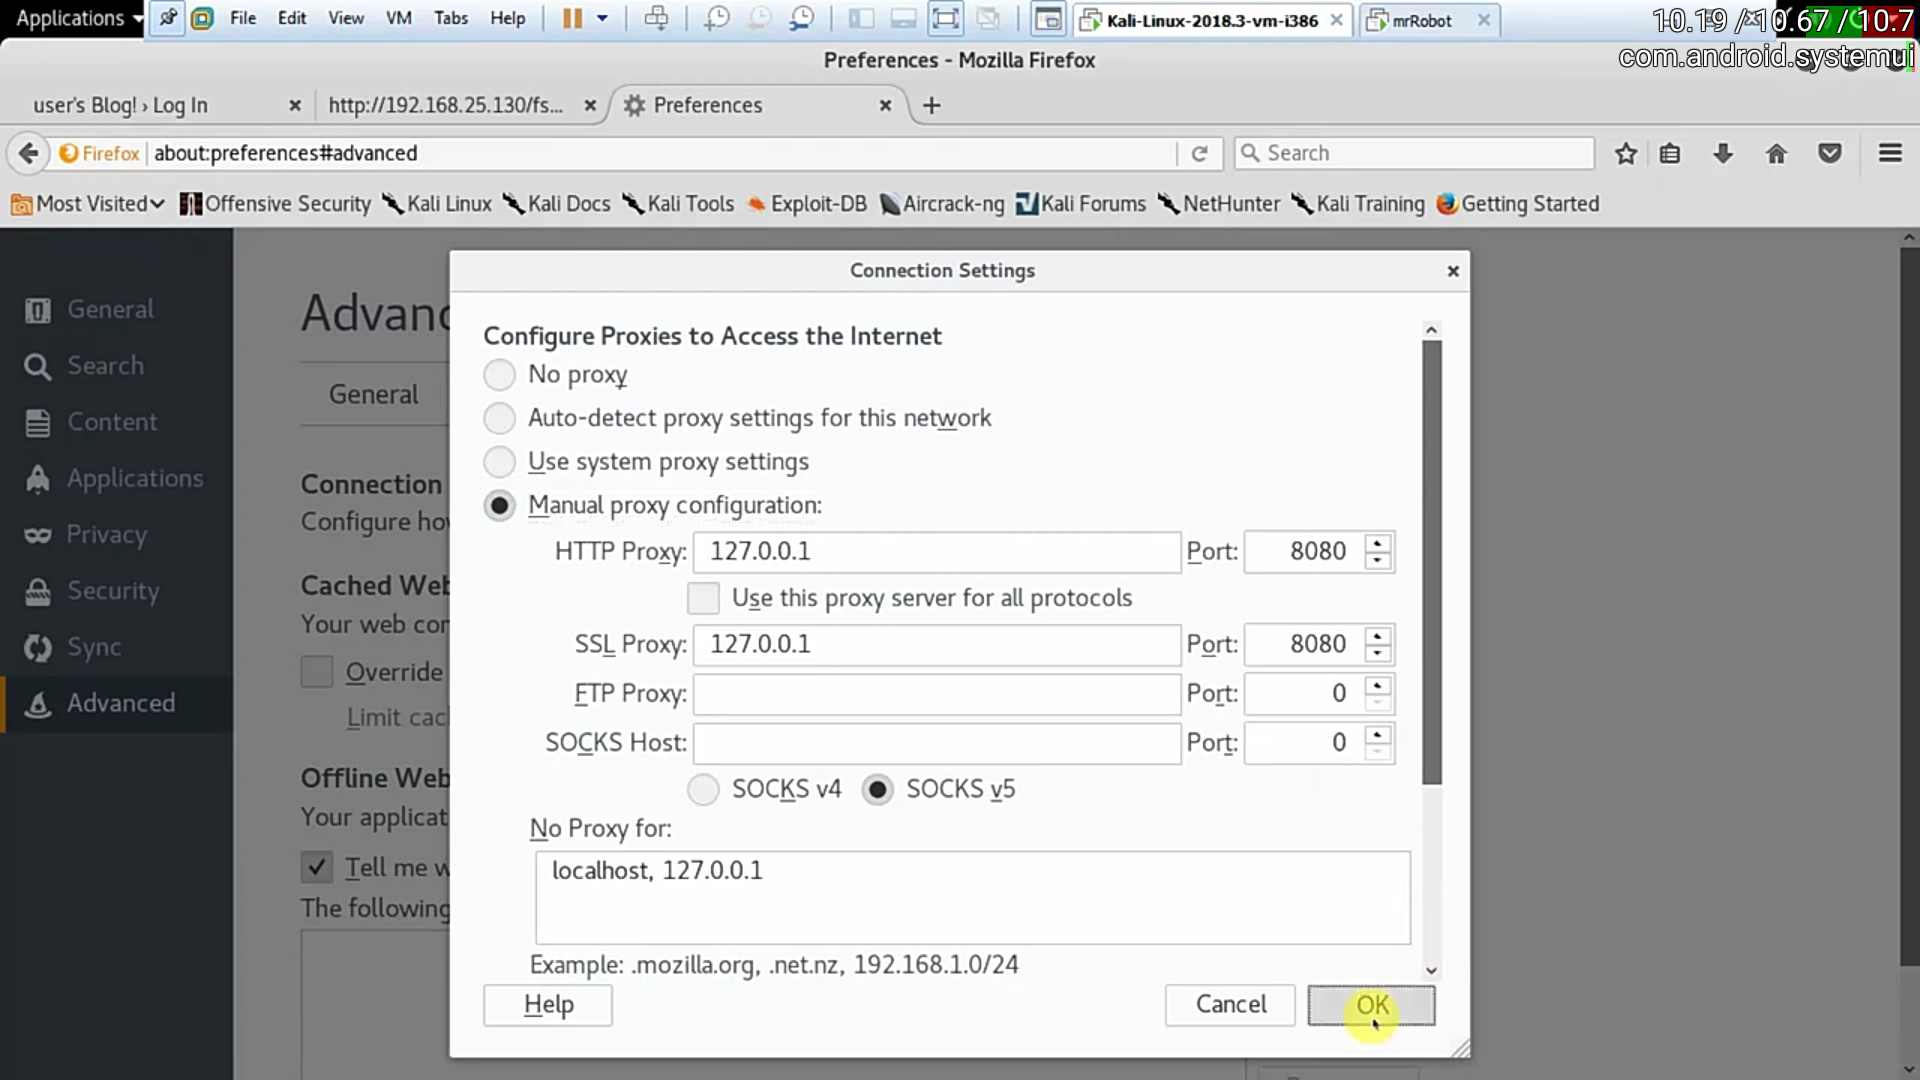 Applications File Edit View VM Tabs Help Kali-Linux-2018.3-vm-i386 mrRobot 10.19 /10.67 / 10.7
com.android.systemui
Preferences - Mozilla Firefox
user's Blog! › Log In http://192.168.25.130/fs... Preferences
Firefox about:preferences#advanced Search
Most Visited Offensive Security Kali Linux Kali Docs Kali Tools Exploit-DB Aircrack-ng Kali Forums NetHunter Kali Training Getting Started
Connection Settings
General
Search
Content
Applications
Privacy
Security
Sync
Advanced
Advanc
General
Connection
Configure how
Cached Web
Your web con
Override
Limit cac
Offline Web
Your applicat
Tell me w
The following
Configure Proxies to Access the Internet
No proxy
Auto-detect proxy settings for this network
Use system proxy settings
Manual proxy configuration:
HTTP Proxy: 127.0.0.1 Port: 8080
Use this proxy server for all protocols
SSL Proxy: 127.0.0.1 Port: 8080
FTP Proxy: Port: 0
SOCKS Host: Port: 0
SOCKS v4 SOCKS v5
No Proxy for:
localhost, 127.0.0.1
Example: .mozilla.org, .net.nz, 192.168.1.0/24
Help Cancel OK